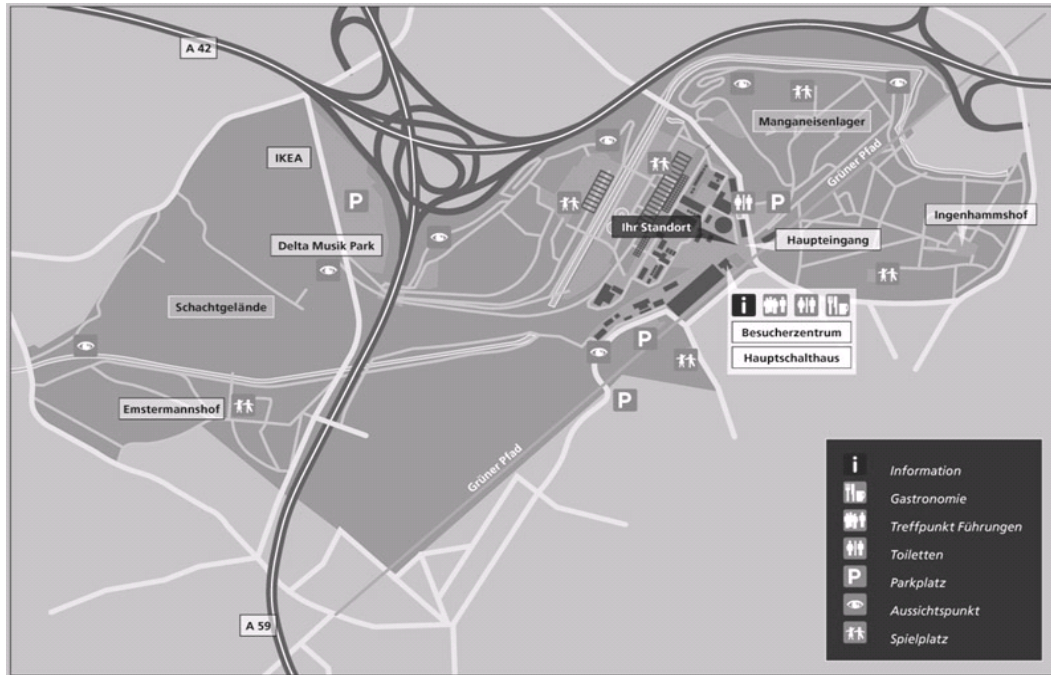 A 42
Manganeisenlager
Grüner Pfad
IKEA
P
P
Ingenhammshof
Ihr Standort
Haupteingang
Delta Musik Park
Schachtgelände
i
Besucherzentrum
Hauptschalthaus
P
P
Emstermannshof
Grüner Pfad
A 59
i Information
Gastronomie
Treffpunkt Führungen
Toiletten
P Parkplatz
Aussichtspunkt
Spielplatz